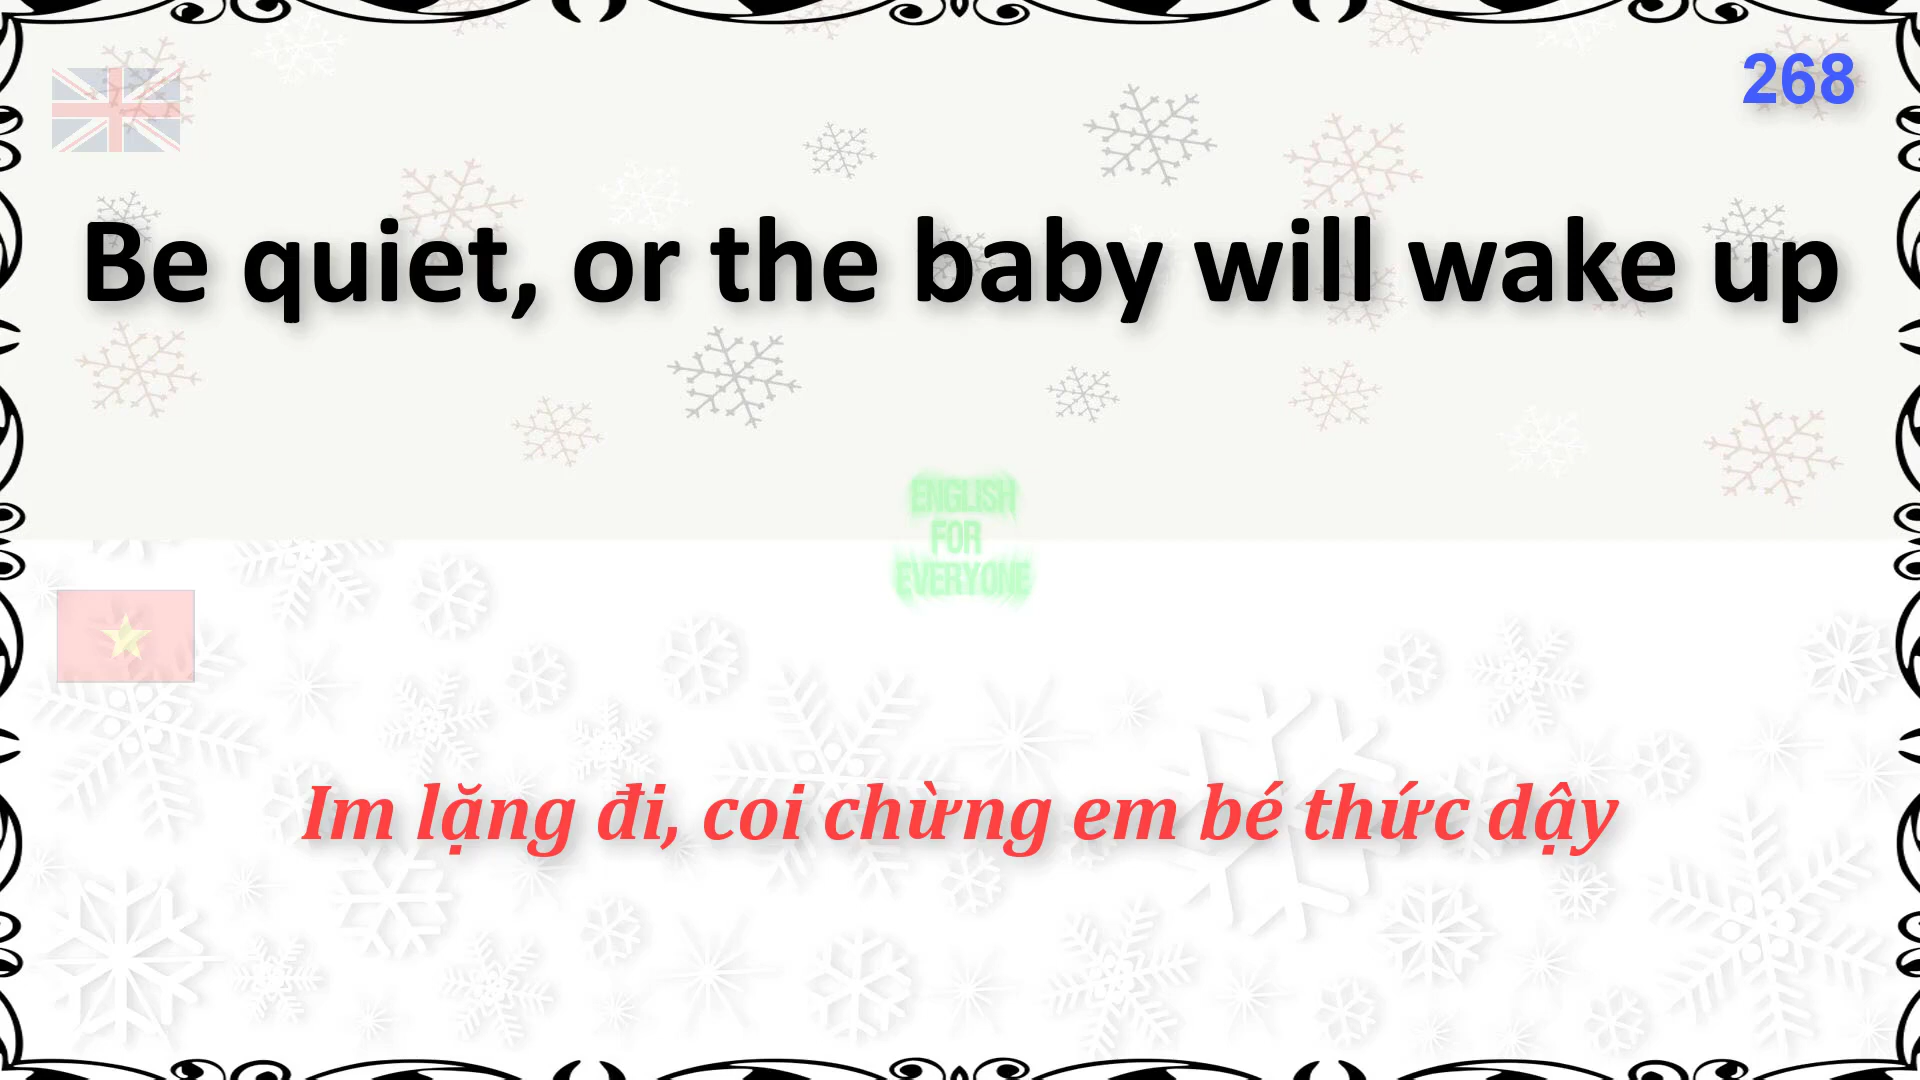 268
Be quiet, or the baby will wake up
ENGLISH
FOR
EVERYONE
Im lặng đi, coi chừng em bé thức dậy